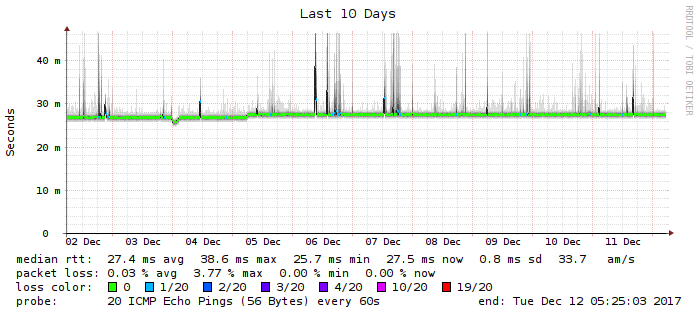 Last 10 Days
RRDTOOL / TOBI OETIKER
Seconds
40 m
30 m
20 m
10 m
0
02 Dec 03 Dec 04 Dec 05 Dec 06 Dec 07 Dec 08 Dec 09 Dec 10 Dec 11 Dec
median rtt: 27.4 ms avg 38.6 ms max 25.7 ms min 27.5 ms now 0.8 ms sd 33.7 am/s
packet loss: 0.03 % avg 3.77 % max 0.00 % min 0.00 % now
loss color: 0 1/20 2/20 3/20 4/20 10/20 19/20
probe: 20 ICMP Echo Pings (56 Bytes) every 60s end: Tue Dec 12 05:25:03 2017